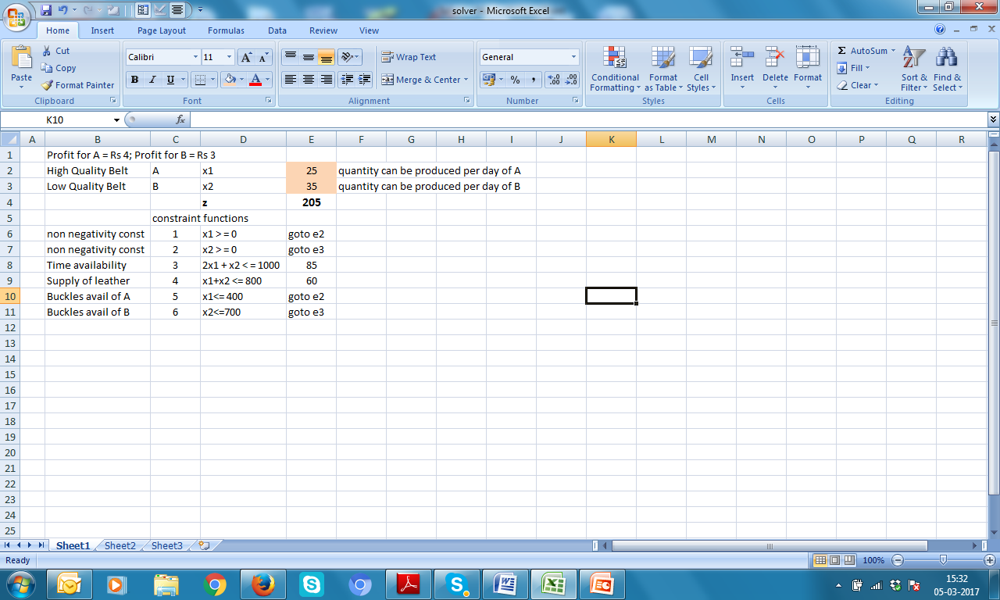 solver - Microsoft Excel
Home Insert Page Layout Formulas Data Review View
Paste
Cut
Copy
Format Painter
Clipboard
Calibri 11
B I U
Font
Wrap Text
Merge & Center
Alignment
General
% ,
Number
Conditional Formatting
Format as Table
Cell Styles
Styles
Insert Delete Format
Cells
Σ AutoSum
Fill
Clear
Sort & Filter
Find & Select
Editing
K10 fx
A B C D E F G H I J K L M N O P Q R
1 Profit for A = Rs 4; Profit for B = Rs 3
2 High Quality Belt A x1 25 quantity can be produced per day of A
3 Low Quality Belt B x2 35 quantity can be produced per day of B
4 z 205
5 constraint functions
6 non negativity const 1 x1 > = 0 goto e2
7 non negativity const 2 x2 > = 0 goto e3
8 Time availability 3 2x1 + x2 < = 1000 85
9 Supply of leather 4 x1+x2 <= 800 60
10 Buckles avail of A 5 x1<= 400 goto e2
11 Buckles avail of B 6 x2<=700 goto e3
12
13
14
15
16
17
18
19
20
21
22
23
24
25
Sheet1 Sheet2 Sheet3
Ready 100%
15:32
05-03-2017